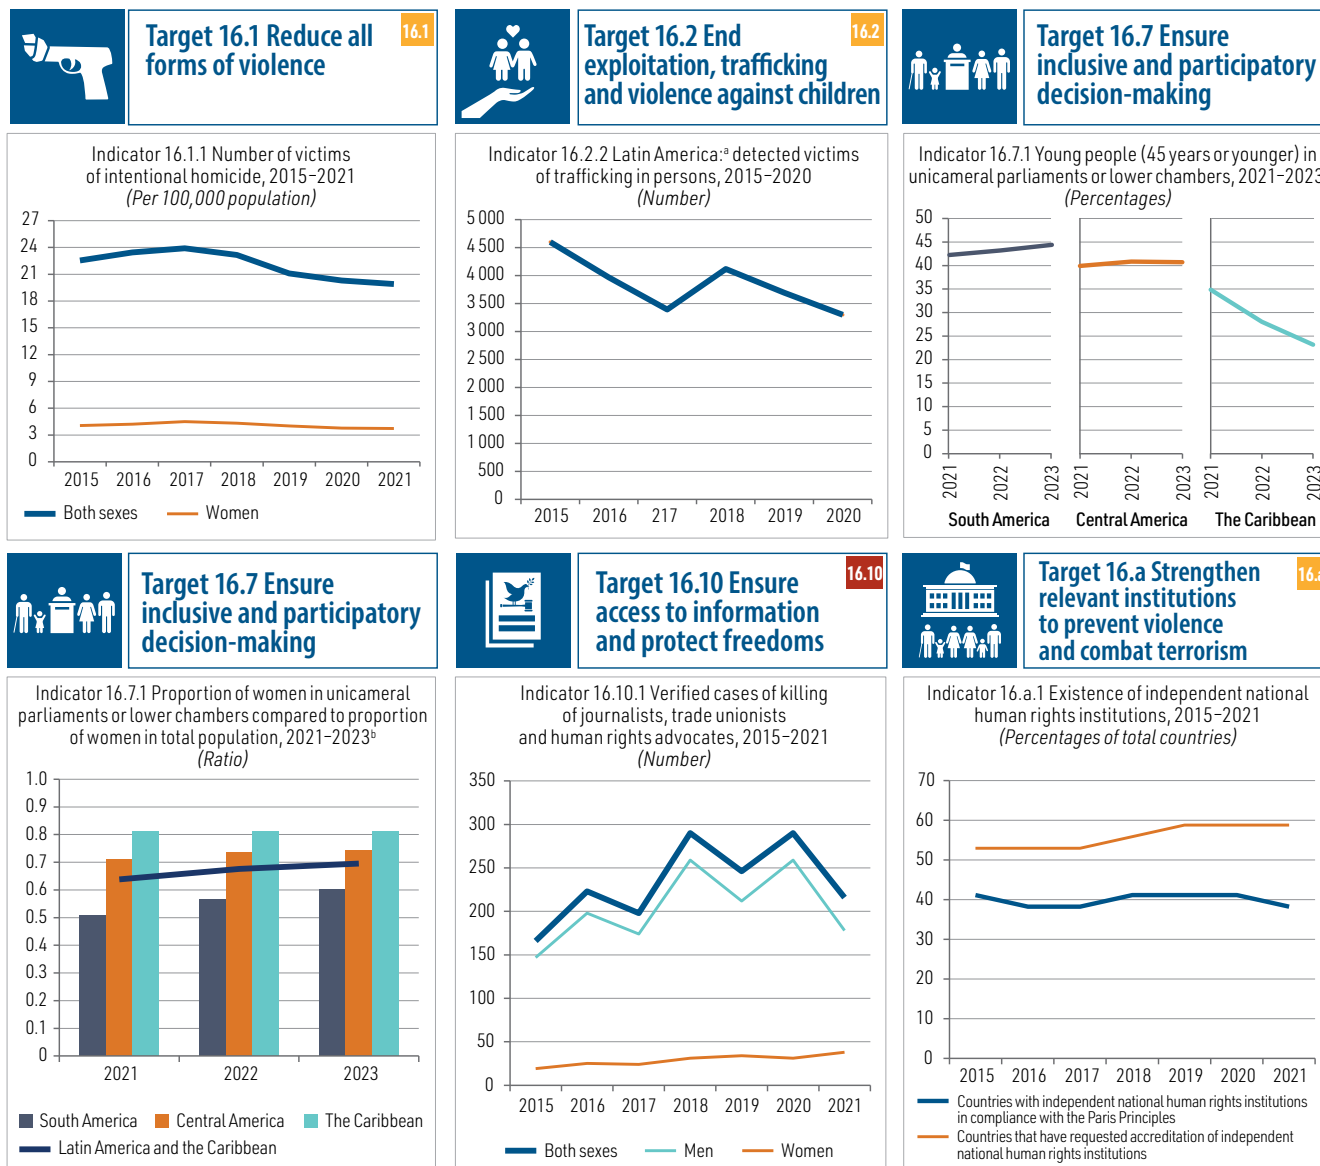 Target 16.1 Reduce all
forms of violence
16.1
Indicator 16.1.1 Number of victims
of intentional homicide, 2015–2021
(Per 100,000 population)
27
24
21
18
15
12
9
6
3
0
2015 2016 2017 2018 2019 2020 2021
Both sexes Women
Target 16.2 End
exploitation, trafficking
and violence against children
16.2
Indicator 16.2.2 Latin America:ᵃ detected victims
of trafficking in persons, 2015–2020
(Number)
5 000
4 500
4 000
3 500
3 000
2 500
2 000
1 500
1 000
500
0
2015 2016 217 2018 2019 2020
Target 16.7 Ensure
inclusive and participatory
decision-making
Indicator 16.7.1 Young people (45 years or younger) in
unicameral parliaments or lower chambers, 2021–2023
(Percentages)
50
45
40
35
30
25
20
15
10
5
0
2021 2022 2023 2021 2022 2023 2021 2022 2023
South America Central America The Caribbean
Target 16.7 Ensure
inclusive and participatory
decision-making
Indicator 16.7.1 Proportion of women in unicameral
parliaments or lower chambers compared to proportion
of women in total population, 2021–2023ᵇ
(Ratio)
1.0
0.9
0.8
0.7
0.6
0.5
0.4
0.3
0.2
0.1
0
2021 2022 2023
South America Central America The Caribbean
Latin America and the Caribbean
Target 16.10 Ensure
access to information
and protect freedoms
16.10
Indicator 16.10.1 Verified cases of killing
of journalists, trade unionists
and human rights advocates, 2015–2021
(Number)
350
300
250
200
150
100
50
0
2015 2016 2017 2018 2019 2020 2021
Both sexes Men Women
Target 16.a Strengthen
relevant institutions
to prevent violence
and combat terrorism
16.a
Indicator 16.a.1 Existence of independent national
human rights institutions, 2015–2021
(Percentages of total countries)
70
60
50
40
30
20
10
0
2015 2016 2017 2018 2019 2020 2021
Countries with independent national human rights institutions
in compliance with the Paris Principles
Countries that have requested accreditation of independent
national human rights institutions